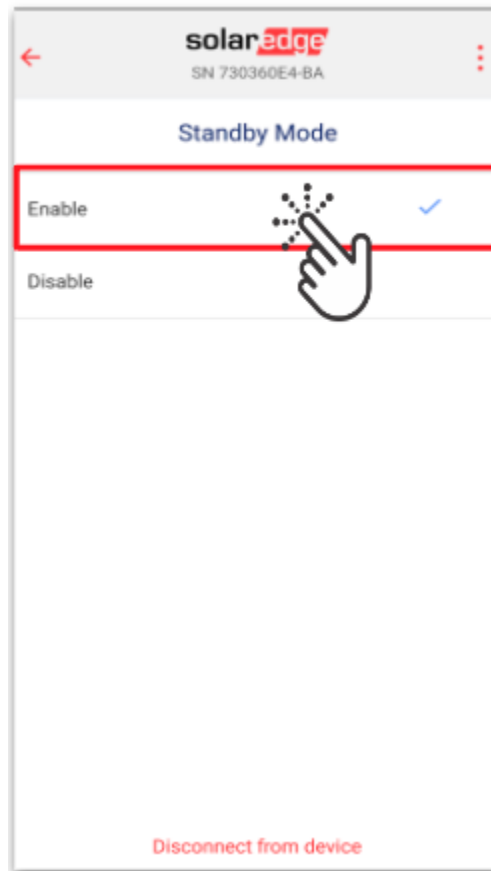 solaredge
SN 730360E4-BA
Standby Mode
Enable
Disable
Disconnect from device